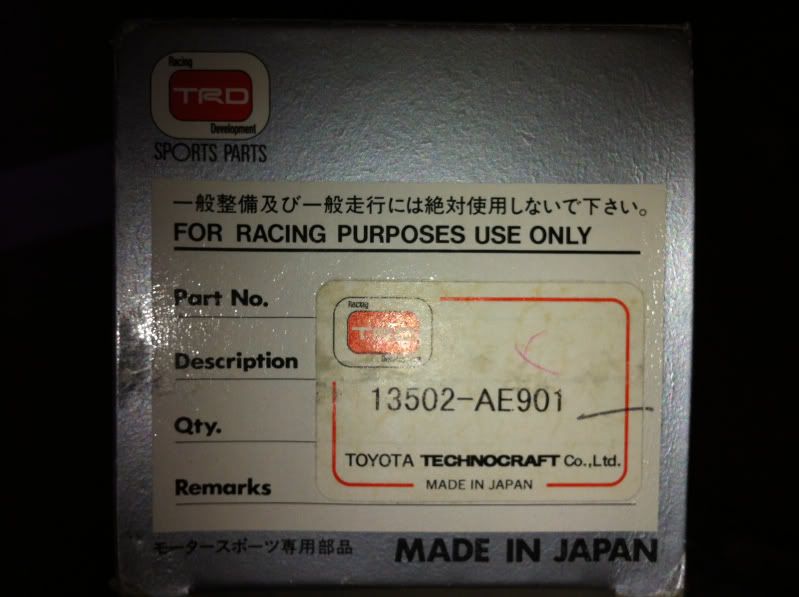 Racing
TRD
Development
SPORTS PARTS
一般整備及び一般走行には絶対使用しないで下さい。
FOR RACING PURPOSES USE ONLY
Part No.
Description
Qty.
Remarks
Racing
TRD
Development
13502-AE901
TOYOTA TECHNOCRAFT Co.,Ltd.
MADE IN JAPAN
モータースポーツ専用部品
MADE IN JAPAN